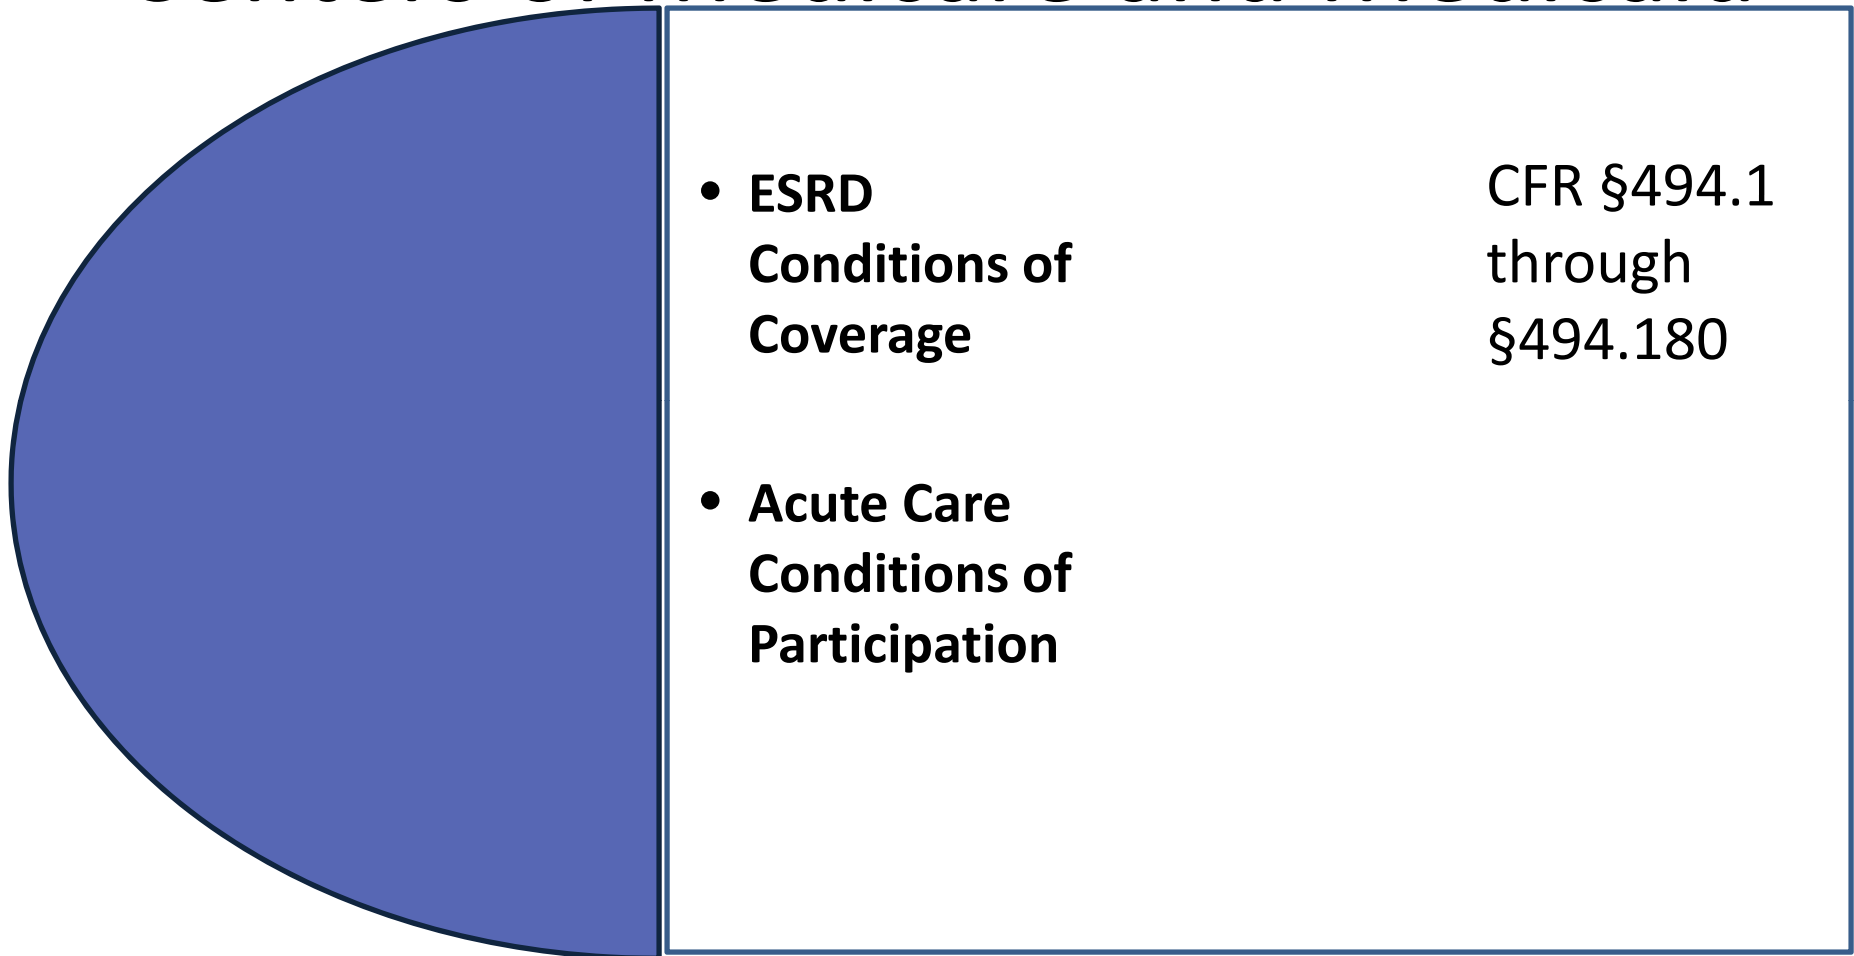 • ESRD
Conditions of
Coverage
CFR §494.1
through
§494.180
• Acute Care
Conditions of
Participation